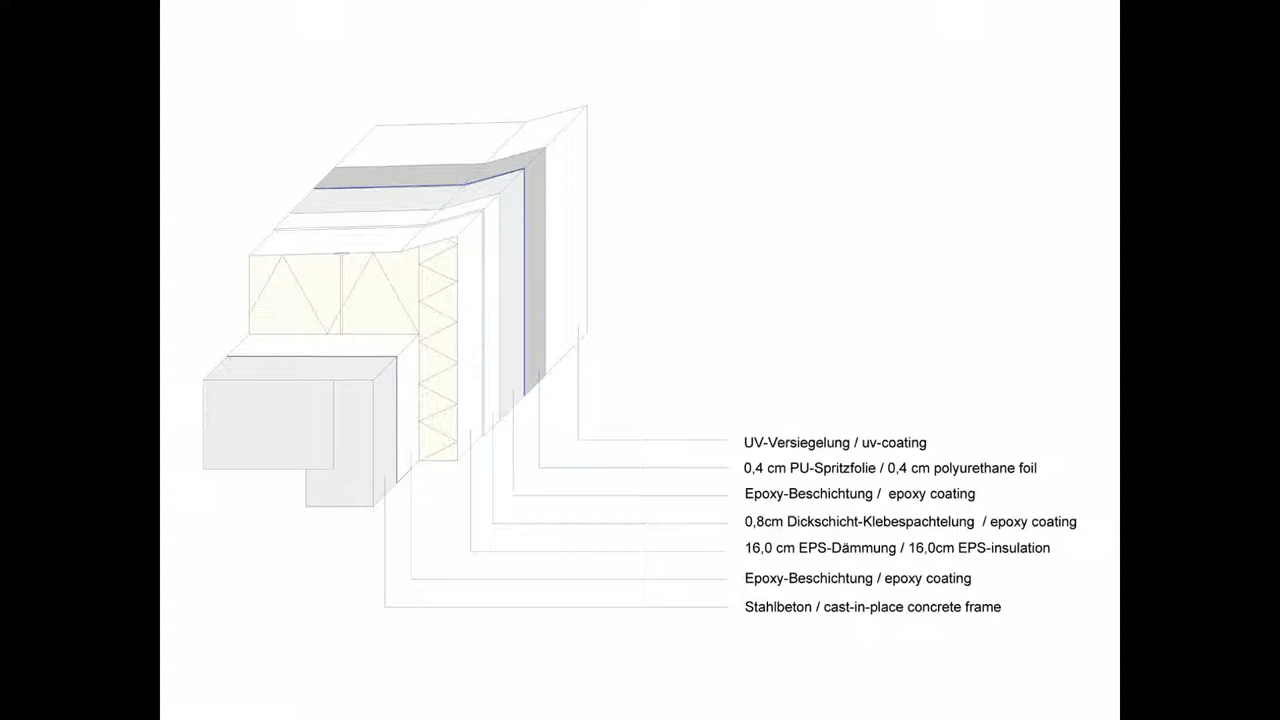 UV-Versiegelung / uv-coating
0,4 cm PU-Spritzfolie / 0,4 cm polyurethane foil
Epoxy-Beschichtung /  epoxy coating
0,8cm Dickschicht-Klebespachtelung  / epoxy coating
16,0 cm EPS-Dämmung / 16,0cm EPS-insulation
Epoxy-Beschichtung / epoxy coating
Stahlbeton / cast-in-place concrete frame